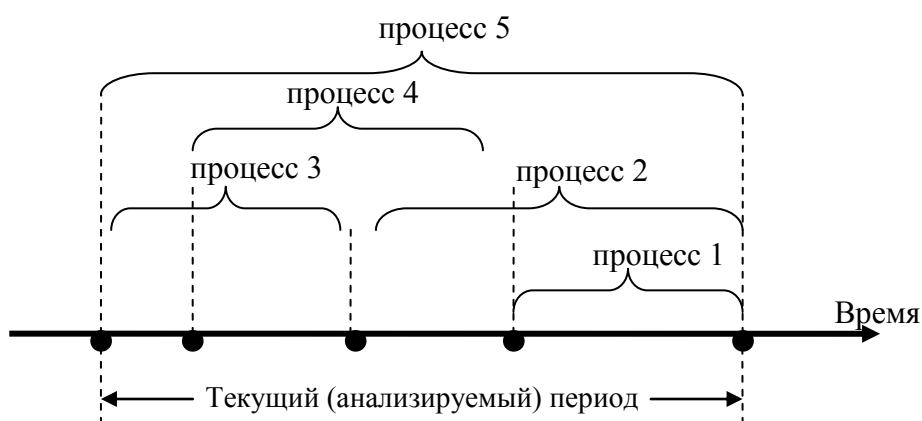 процесс 5
процесс 4
процесс 3
процесс 2
процесс 1
Время
Текущий (анализируемый) период